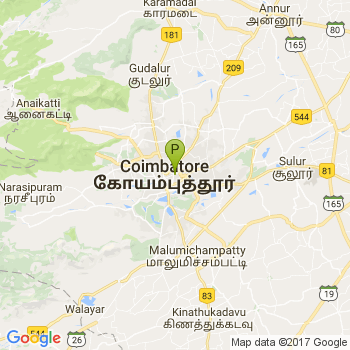 Karamadai
காரமடை
Annur
அன்னூர்
80
181
165
Gudalur
கூடலூர்
209
Anaikatti
ஆனைகட்டி
544
P
Coimbatore
கோயம்புத்தூர்
Sulur
சூலூர்
81
Narasipuram
நரசீபுரம்
Malumichampatty
மாலுமிச்சம்பட்டி
Walayar
83
19
165
Kinathukadavu
கிணத்துக்கடவு
544
26
Google
Map data ©2017 Google